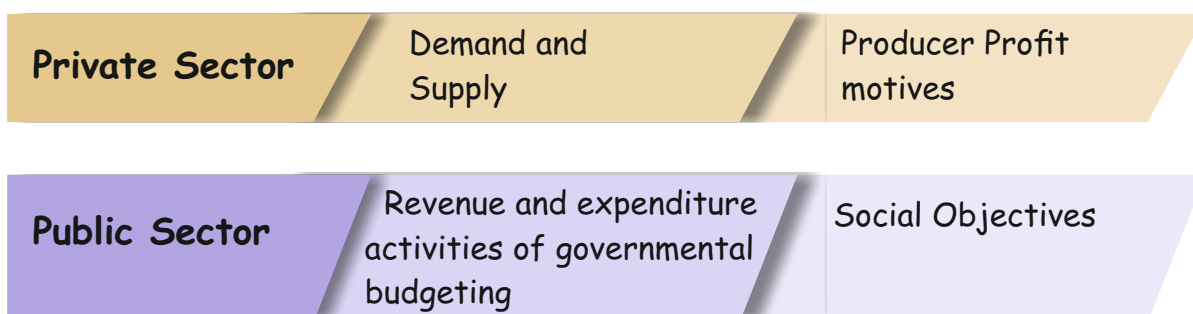 Private Sector
Demand and
Supply
Producer Profit
motives
Public Sector
Revenue and expenditure
activities of governmental
budgeting
Social Objectives